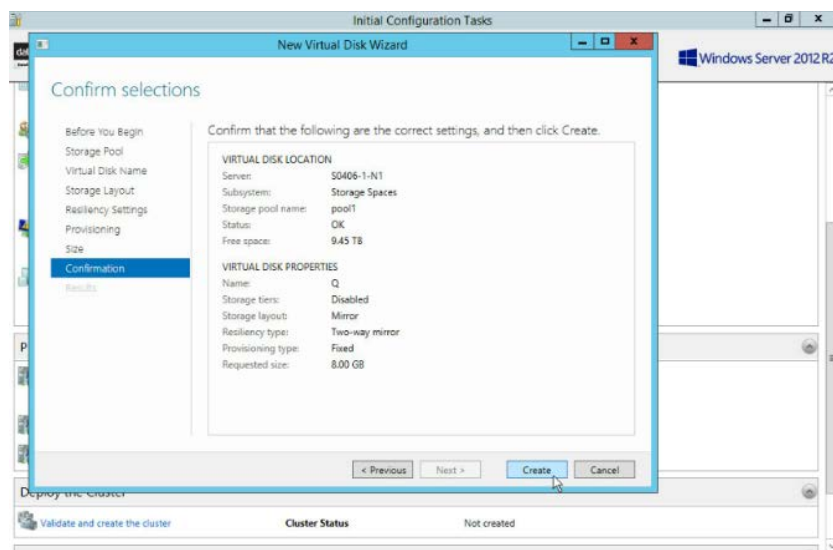 Initial Configuration Tasks
New Virtual Disk Wizard
Windows Server 2012 R2
Confirm selections
Before You Begin
Storage Pool
Virtual Disk Name
Storage Layout
Resiliency Settings
Provisioning
Size
Confirmation
Results
Confirm that the following are the correct settings, and then click Create.
VIRTUAL DISK LOCATION
Server: S0406-1-N1
Subsystem: Storage Spaces
Storage pool name: pool1
Status: OK
Free space: 9.45 TB
VIRTUAL DISK PROPERTIES
Name: Q
Storage tiers: Disabled
Storage layout: Mirror
Resiliency type: Two-way mirror
Provisioning type: Fixed
Requested size: 8.00 GB
< Previous Next > Create Cancel
Deploy the Cluster
Validate and create the cluster Cluster Status Not created